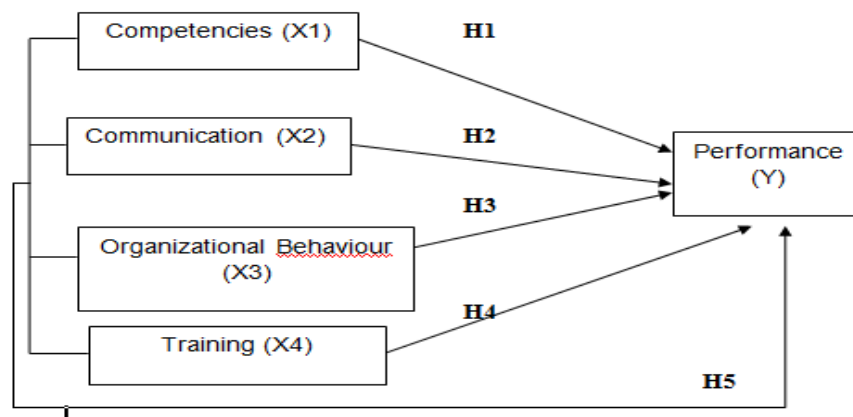 Competencies (X1)
H1
Communication (X2)
H2
Performance
(Y)
H3
Organizational Behaviour
(X3)
H4
Training (X4)
H5